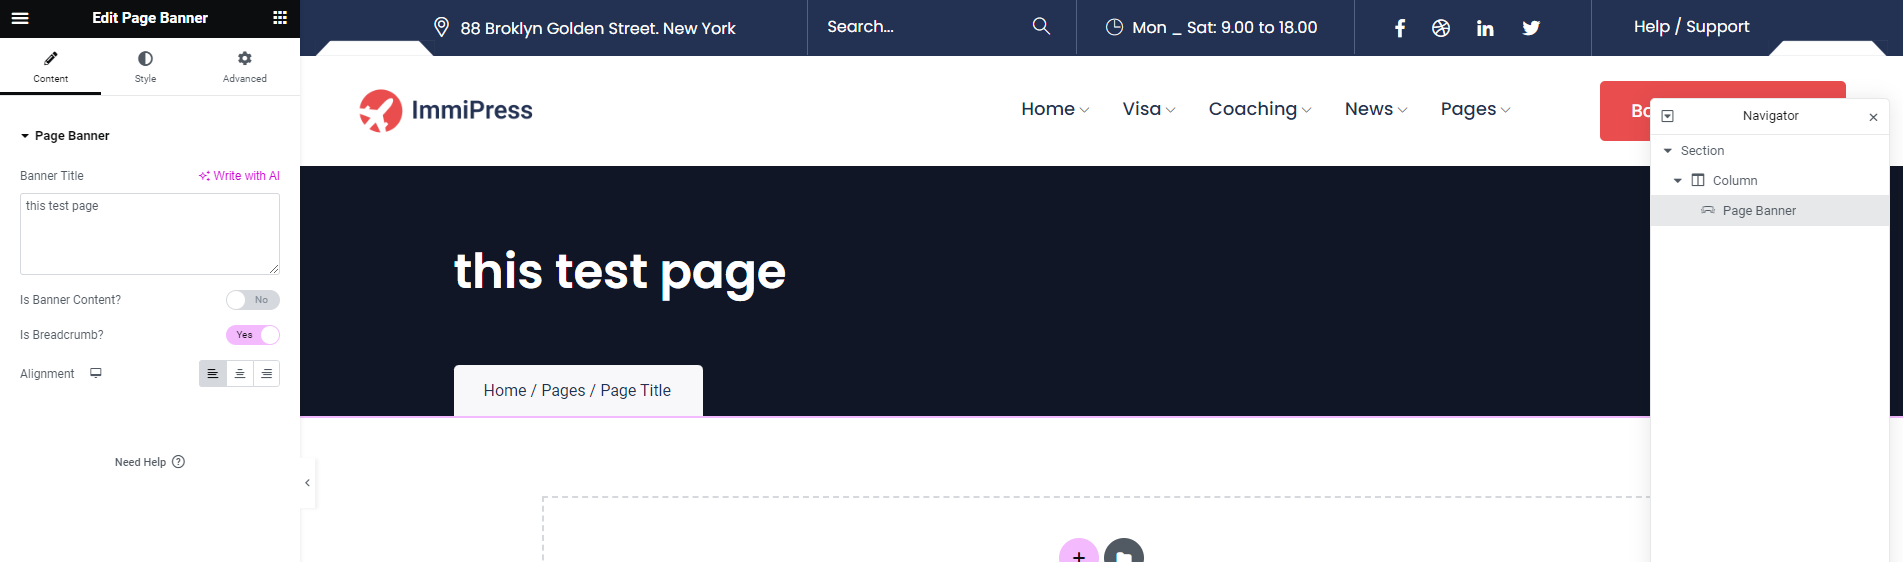 Edit Page Banner
Content Style Advanced
Page Banner
Banner Title Write with AI
this test page
Is Banner Content? No
Is Breadcrumb? Yes
Alignment
Need Help
88 Broklyn Golden Street. New York Search... Mon _ Sat: 9.00 to 18.00 Help / Support
ImmiPress Home Visa Coaching News Pages
this test page
Home / Pages / Page Title
Navigator
Section
Column
Page Banner